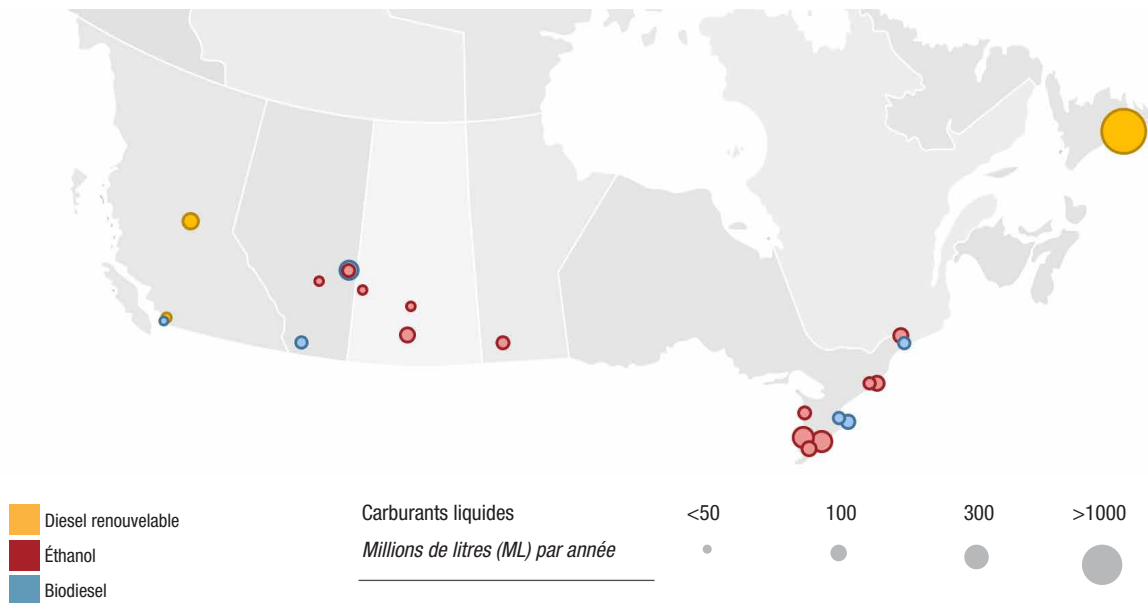 Diesel renouvelable
Éthanol
Biodiesel
Carburants liquides <50 100 300 >1000
Millions de litres (ML) par année